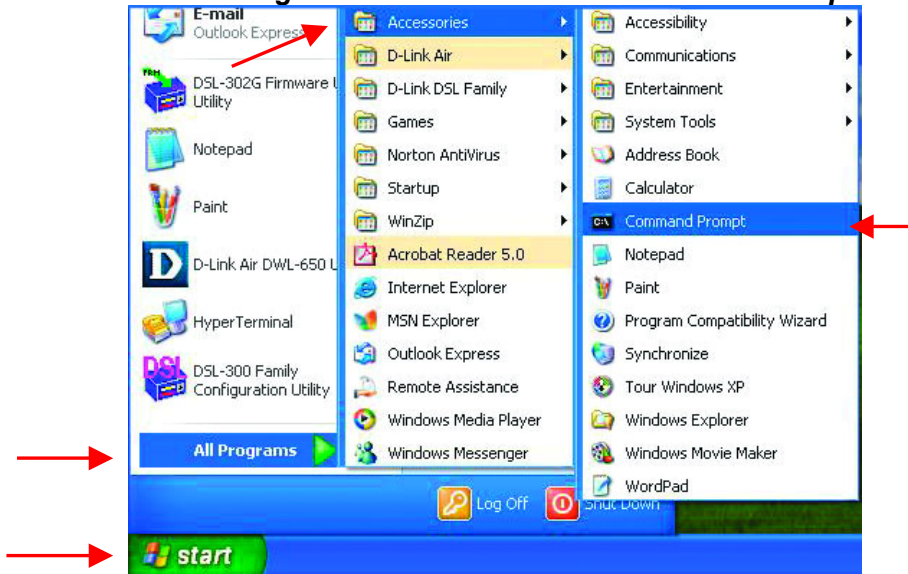 E-mail
Outlook Express
DSL-302G Firmware
Utility
Notepad
Paint
D-Link Air DWL-650
HyperTerminal
DSL
DSL-300 Family
Configuration Utility
All Programs
Accessories
D-Link Air
D-Link DSL Family
Games
Norton AntiVirus
Startup
WinZip
Acrobat Reader 5.0
Internet Explorer
MSN Explorer
Outlook Express
Remote Assistance
Windows Media Player
Windows Messenger
Accessibility
Communications
Entertainment
System Tools
Address Book
Calculator
C:\ Command Prompt
Notepad
Paint
Program Compatibility Wizard
Synchronize
Tour Windows XP
Windows Explorer
Windows Movie Maker
WordPad
Log Off
Shut Down
start